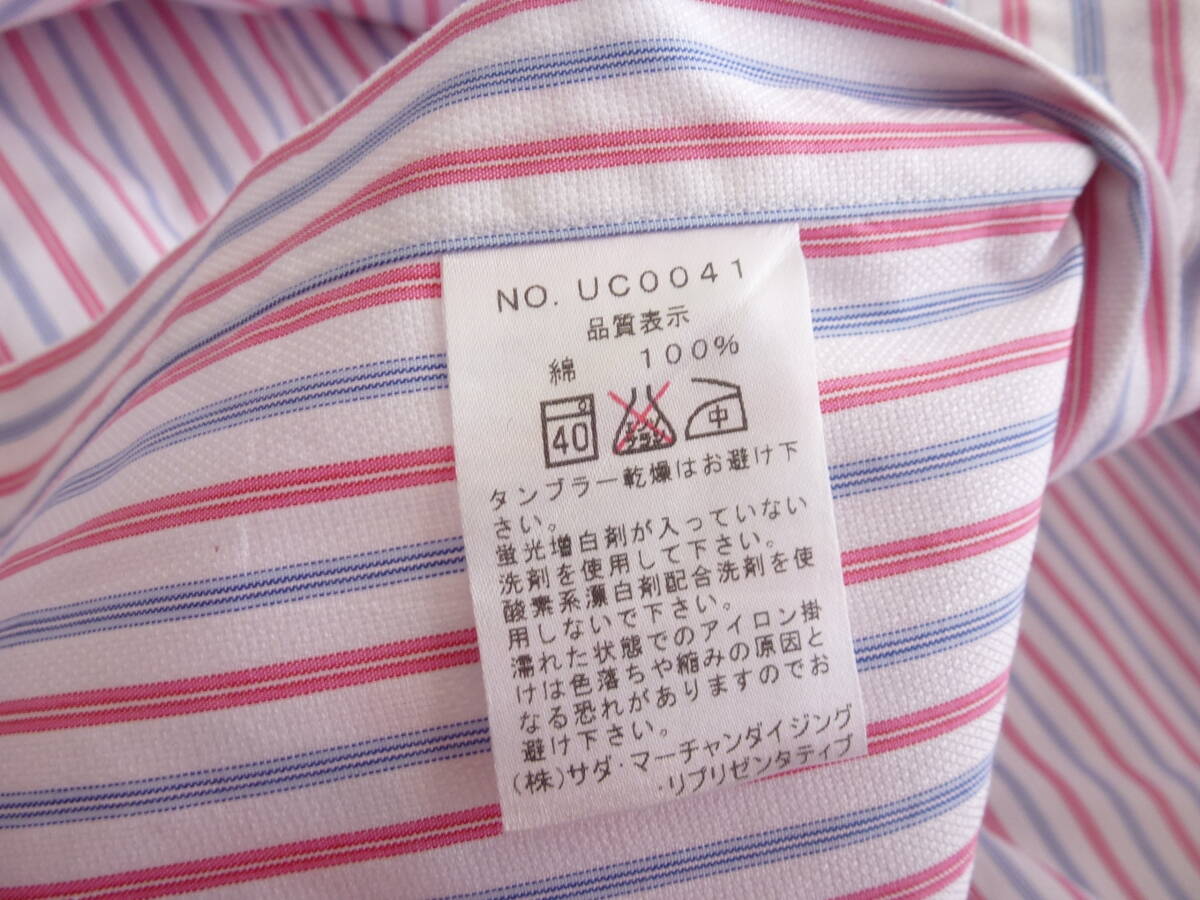 NO. UC0041
品質表示
綿 100%
40 エンソ サラシ 中
タンブラー乾燥はお避け下
さい。
蛍光増白剤が入っていない
洗剤を使用して下さい。
酸素系漂白剤配合洗剤を使
用しないで下さい。
濡れた状態でのアイロン掛
けは色落ちや縮みの原因と
なる恐れがありますのでお
避け下さい。
(株)サダ・マーチャンダイジング
・リプリゼンタティブ